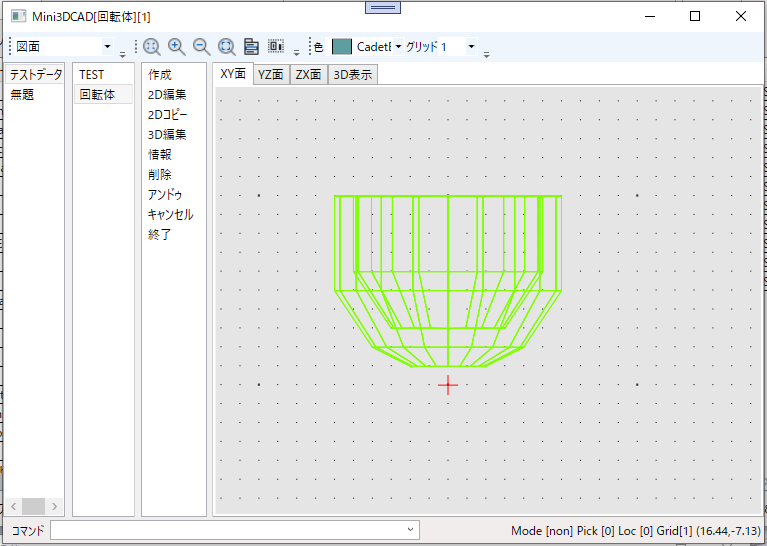 Mini3DCAD[回転体][1]
図面 色 CadetE グリッド 1
テストデータ
無題
TEST
回転体
作成
2D編集
2Dコピー
3D編集
情報
削除
アンドゥ
キャンセル
終了
XY面 YZ面 ZX面 3D表示
コマンド Mode [non] Pick [0] Loc [0] Grid[1] (16.44,-7.13)